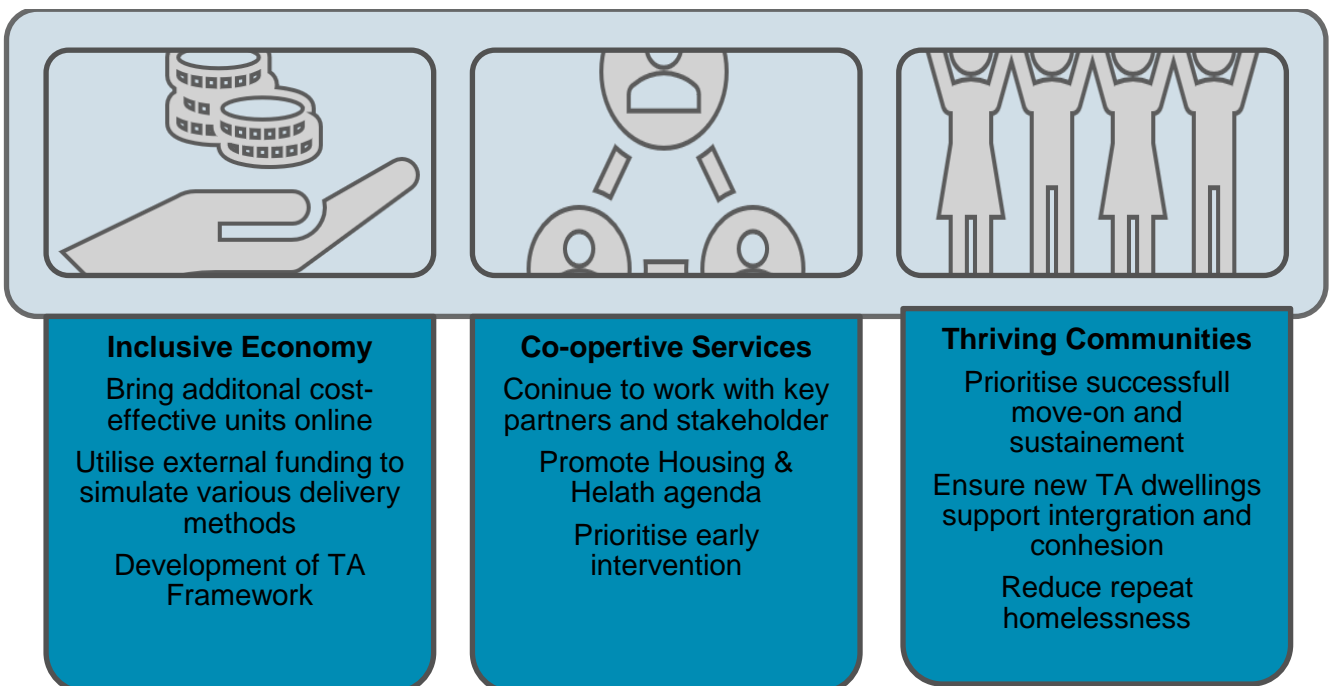 Inclusive Economy
Bring additonal cost-
effective units online
Utilise external funding to
simulate various delivery
methods
Development of TA
Framework
Co-opertive Services
Coninue to work with key
partners and stakeholder
Promote Housing &
Helath agenda
Prioritise early
intervention
Thriving Communities
Prioritise successfull
move-on and
sustainement
Ensure new TA dwellings
support intergration and
conhesion
Reduce repeat
homelessness